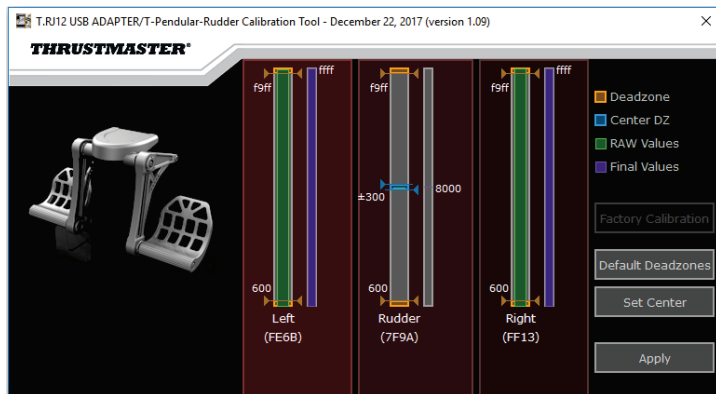 T.RJ12 USB ADAPTER/T-Pendular-Rudder Calibration Tool - December 22, 2017 (version 1.09)
THRUSTMASTER®
ffff
ffff
f9ff
f9ff
f9ff
Deadzone
Center DZ
RAW Values
Final Values
±300
8000
Factory Calibration
Default Deadzones
600
600
600
Set Center
Left
Rudder
Right
(FE6B)
(7F9A)
(FF13)
Apply